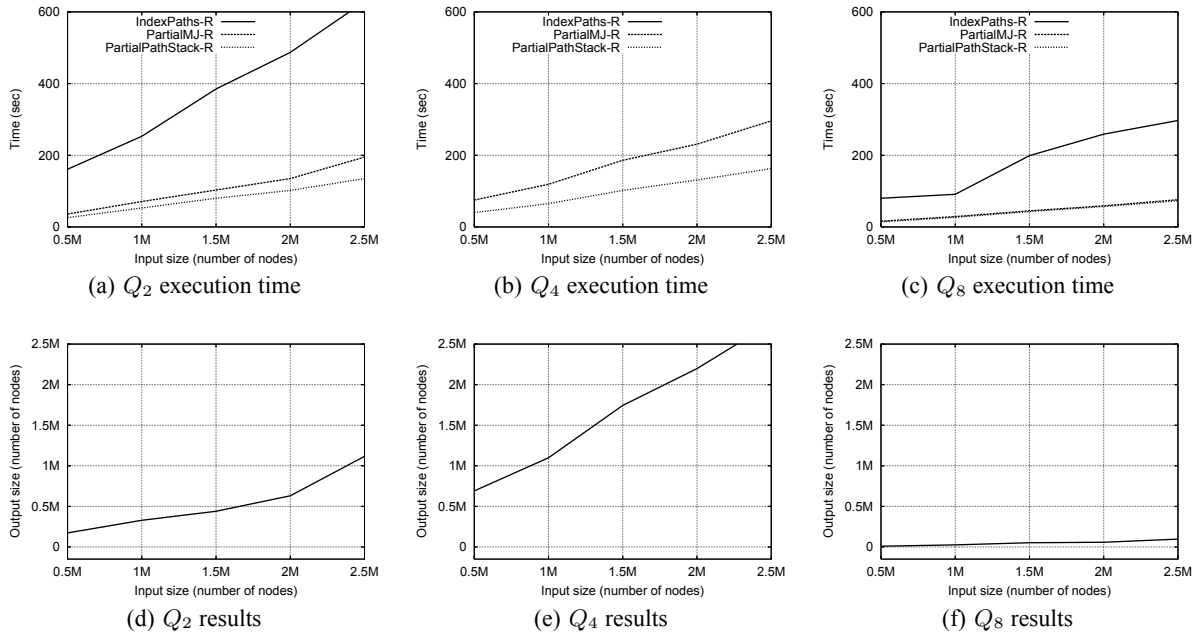 600
400
200
0
Time (sec)
IndexPaths-R
PartialMJ-R
PartialPathStack-R
0.5M 1M 1.5M 2M 2.5M
Input size (number of nodes)
(a) Q2 execution time
600
400
200
0
Time (sec)
IndexPaths-R
PartialMJ-R
PartialPathStack-R
0.5M 1M 1.5M 2M 2.5M
Input size (number of nodes)
(b) Q4 execution time
600
400
200
0
Time (sec)
IndexPaths-R
PartialMJ-R
PartialPathStack-R
0.5M 1M 1.5M 2M 2.5M
Input size (number of nodes)
(c) Q8 execution time
2.5M
2M
1.5M
1M
0.5M
0
Output size (number of nodes)
0.5M 1M 1.5M 2M 2.5M
Input size (number of nodes)
(d) Q2 results
2.5M
2M
1.5M
1M
0.5M
0
Output size (number of nodes)
0.5M 1M 1.5M 2M 2.5M
Input size (number of nodes)
(e) Q4 results
2.5M
2M
1.5M
1M
0.5M
0
Output size (number of nodes)
0.5M 1M 1.5M 2M 2.5M
Input size (number of nodes)
(f) Q8 results